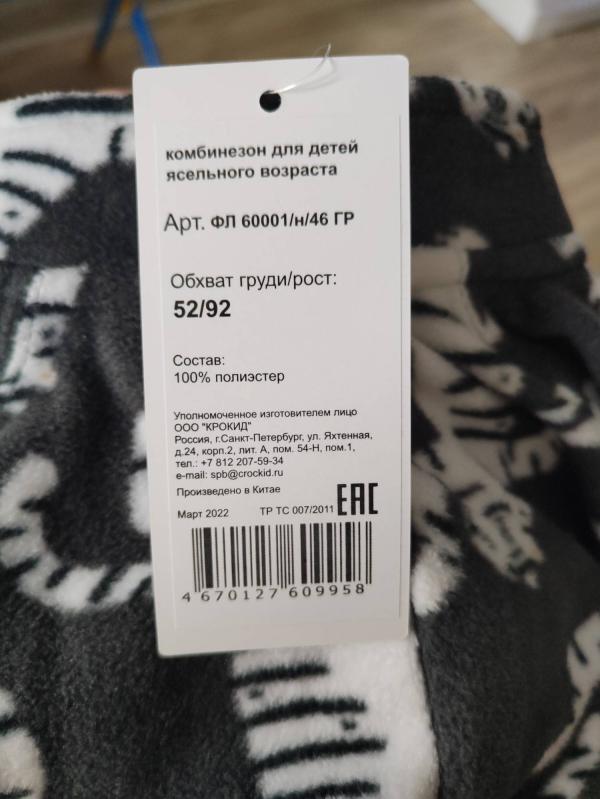 комбинезон для детей
ясельного возраста
Арт. ФЛ 60001/н/46 ГР
Обхват груди/рост:
52/92
Состав:
100% полиэстер
Уполномоченное изготовителем лицо
ООО "КРОКИД"
Россия, г.Санкт-Петербург, ул. Яхтенная,
д.24, корп.2, лит. А, пом. 54-Н, пом.1,
тел.: +7 812 207-59-34
e-mail: spb@crockid.ru
Произведено в Китае
Март 2022 ТР ТС 007/2011 EAC
4 670127 609958